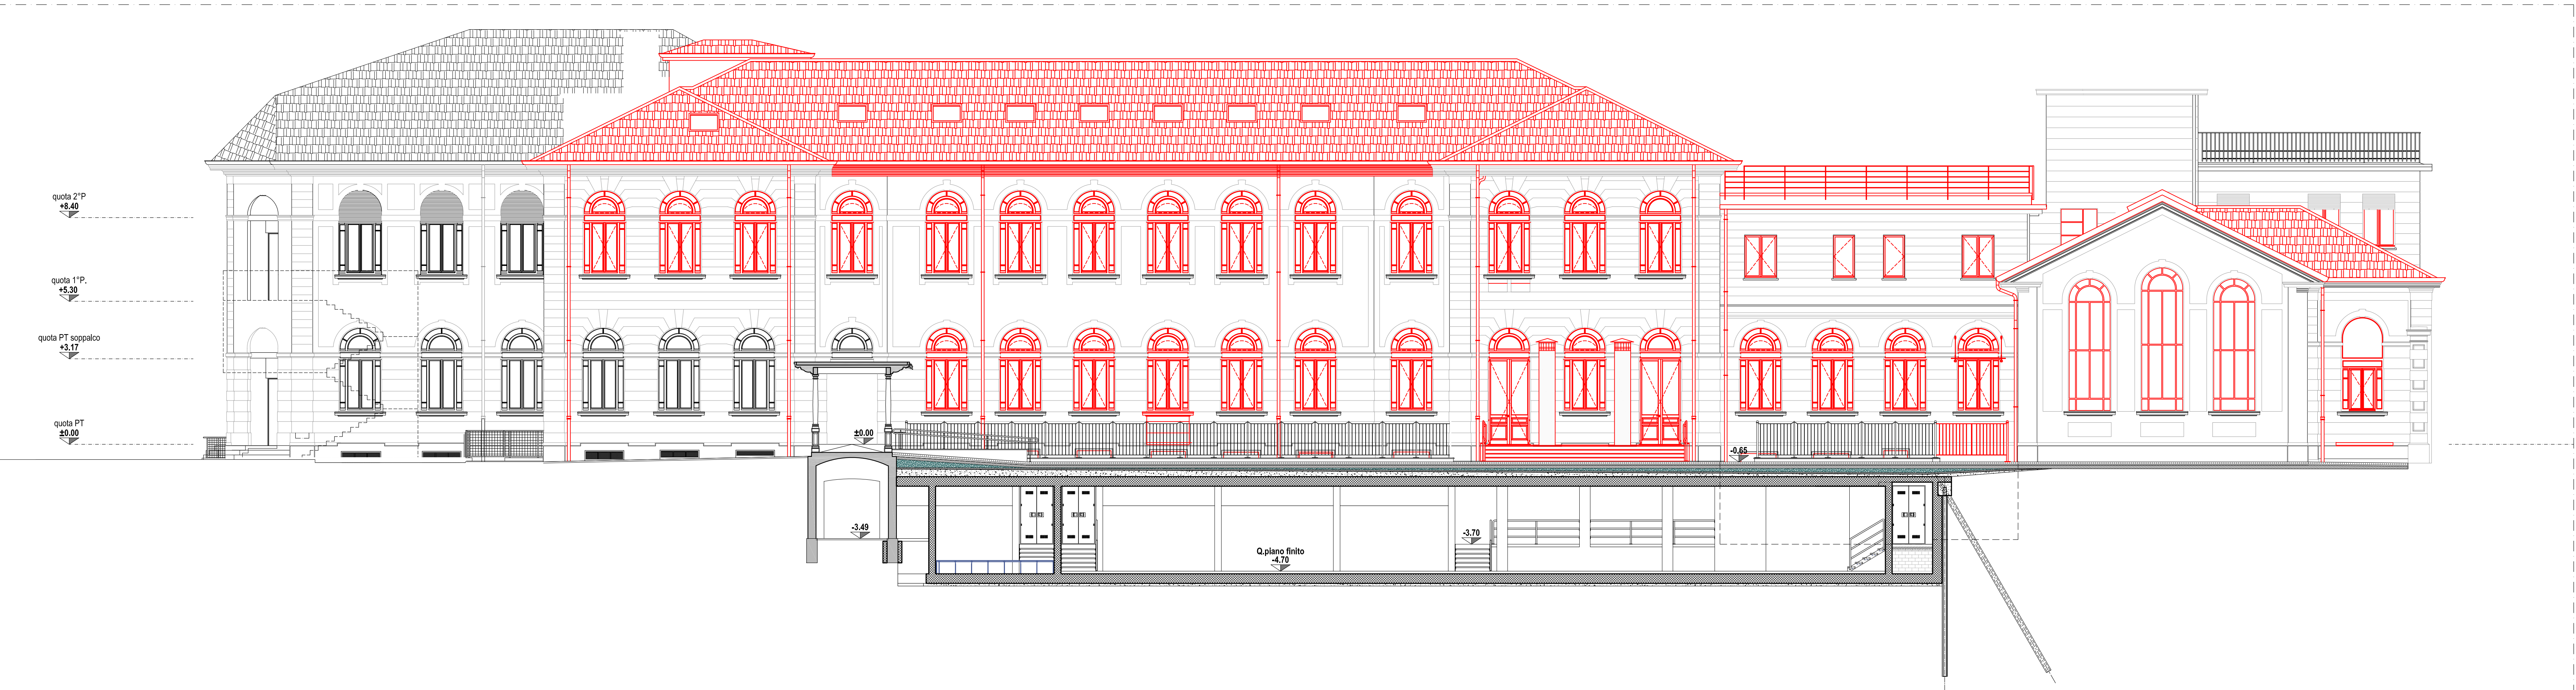 quota 2°P
+8.40
quota 1°P.
+5.30
quota PT soppalco
+3.17
quota PT
±0.00
±0.00
-0.65
-3.49
-3.70
Q.piano finito
-4.70